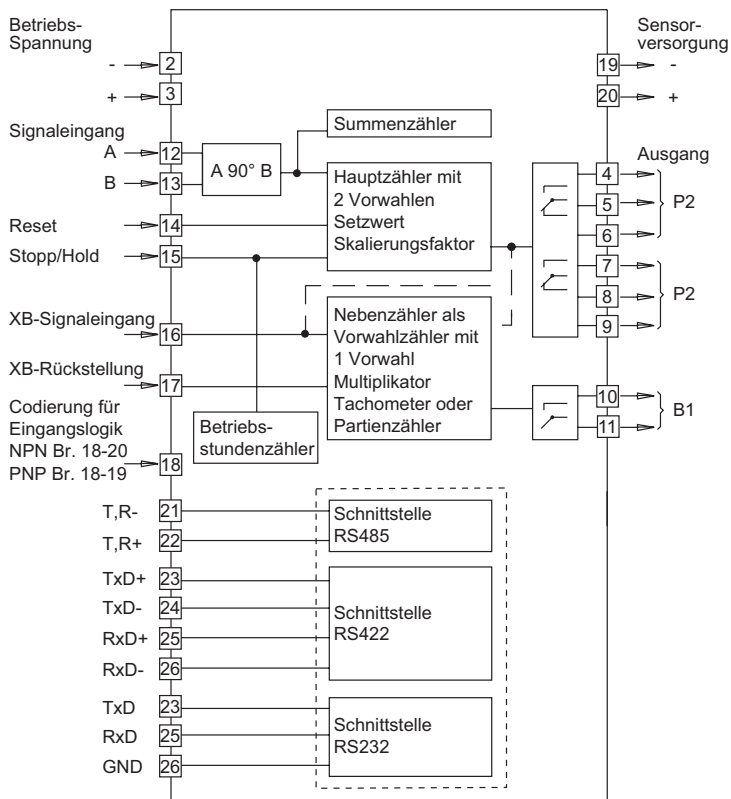 Betriebs-
Spannung
- 2
+ 3
Signaleingang
A 12
B 13
A 90° B
Reset 14
Stopp/Hold 15
XB-Signaleingang
16
XB-Rückstellung
17
Codierung für
Eingangslogik
NPN Br. 18-20
PNP Br. 18-19
18
Summenzähler
Hauptzähler mit
2 Vorwahlen
Setzwert
Skalierungsfaktor
Nebenzähler als
Vorwahlzähler mit
1 Vorwahl
Multiplikator
Tachometer oder
Partienzähler
Betriebs-
stundenzähler
Sensor-
versorgung
19 -
20 +
Ausgang
4
5 P2
6
7
8 P2
9
10
11
B1
T,R- 21
T,R+ 22
Schnittstelle
RS485
TxD+ 23
TxD- 24
RxD+ 25
RxD- 26
Schnittstelle
RS422
TxD 23
RxD 25
GND 26
Schnittstelle
RS232